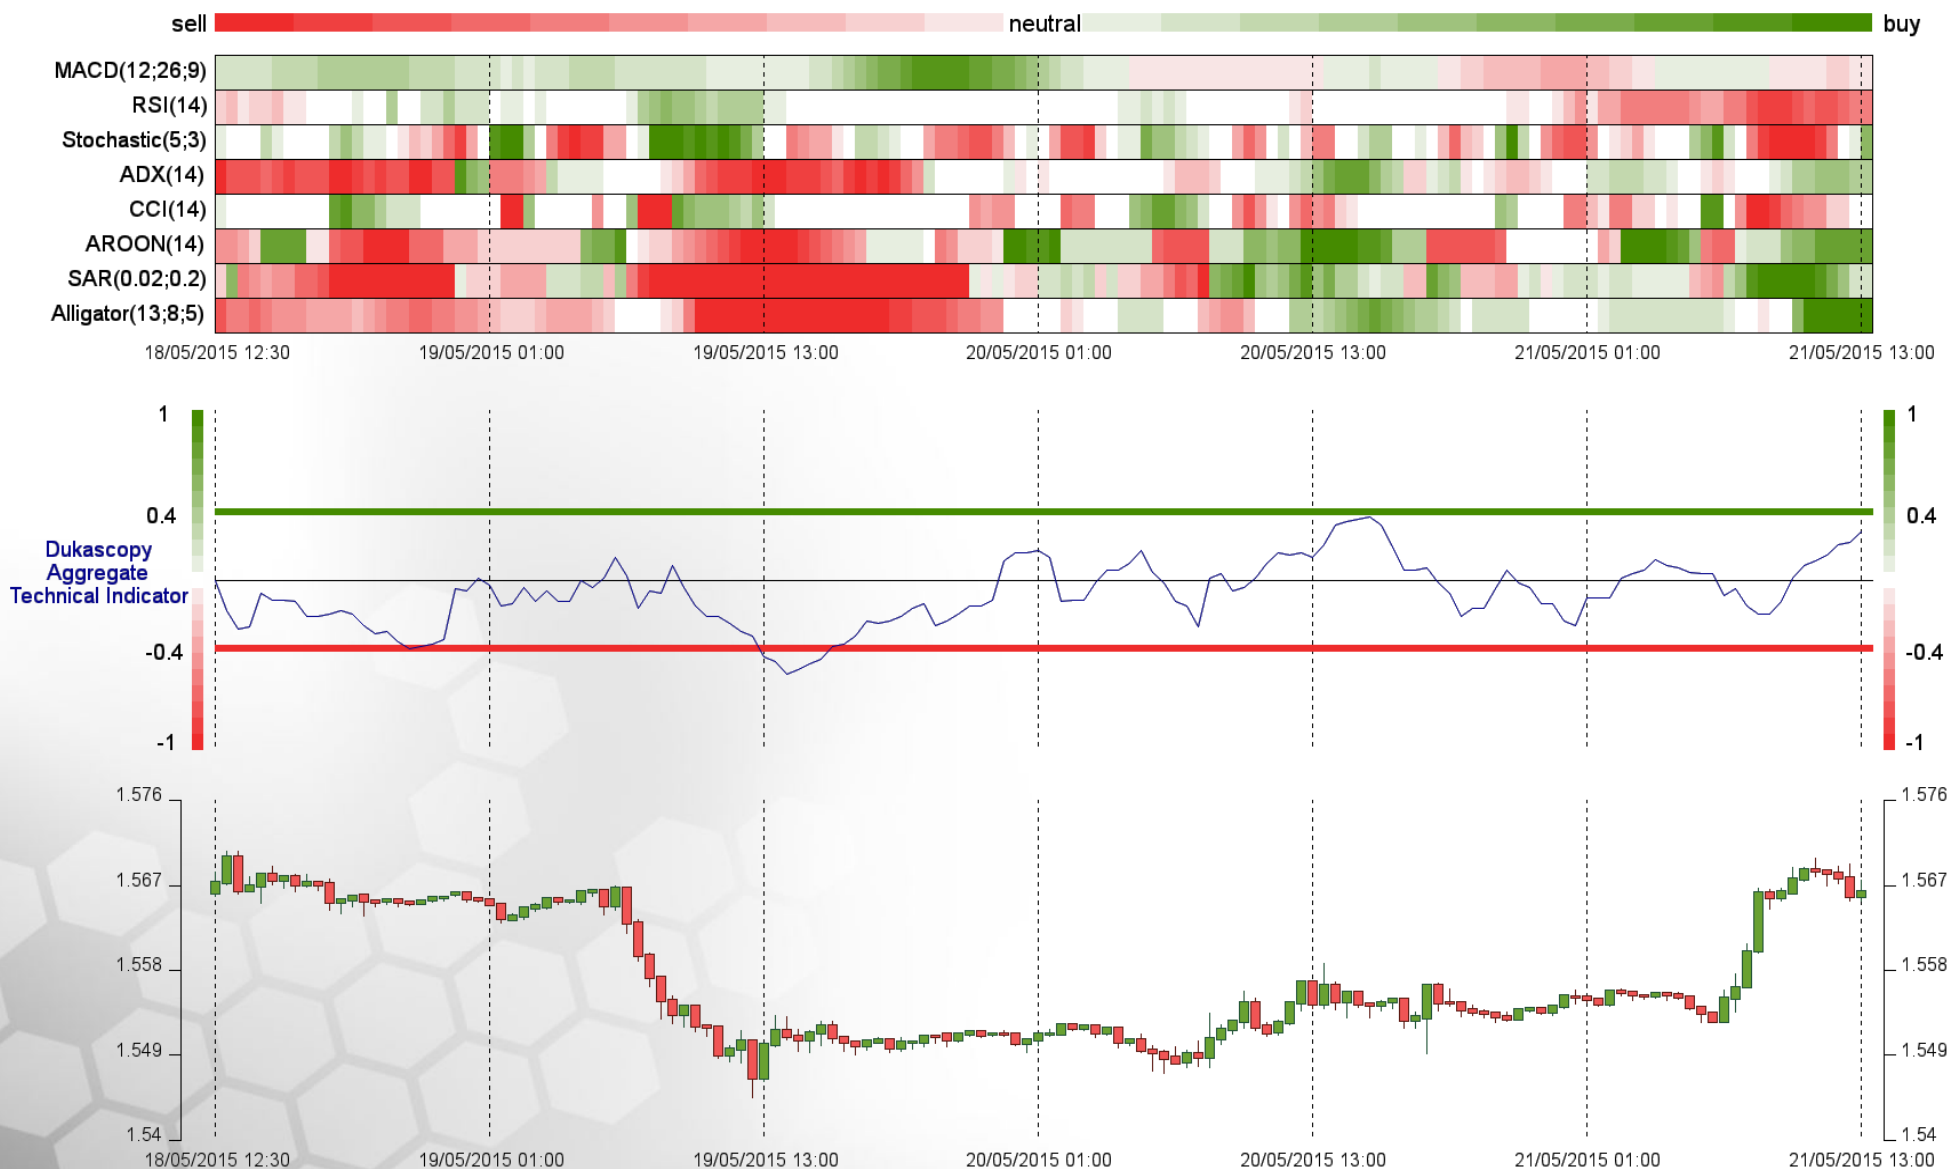 sell neutral buy
MACD(12;26;9)
RSI(14)
Stochastic(5;3)
ADX(14)
CCI(14)
AROON(14)
SAR(0.02;0.2)
Alligator(13;8;5)
18/05/2015 12:30 19/05/2015 01:00 19/05/2015 13:00 20/05/2015 01:00 20/05/2015 13:00 21/05/2015 01:00 21/05/2015 13:00
1 1
0.4 0.4
Dukascopy
Aggregate
Technical Indicator
-0.4 -0.4
-1 -1
1.576 1.576
1.567 1.567
1.558 1.558
1.549 1.549
1.54 1.54
18/05/2015 12:30 19/05/2015 01:00 19/05/2015 13:00 20/05/2015 01:00 20/05/2015 13:00 21/05/2015 01:00 21/05/2015 13:00